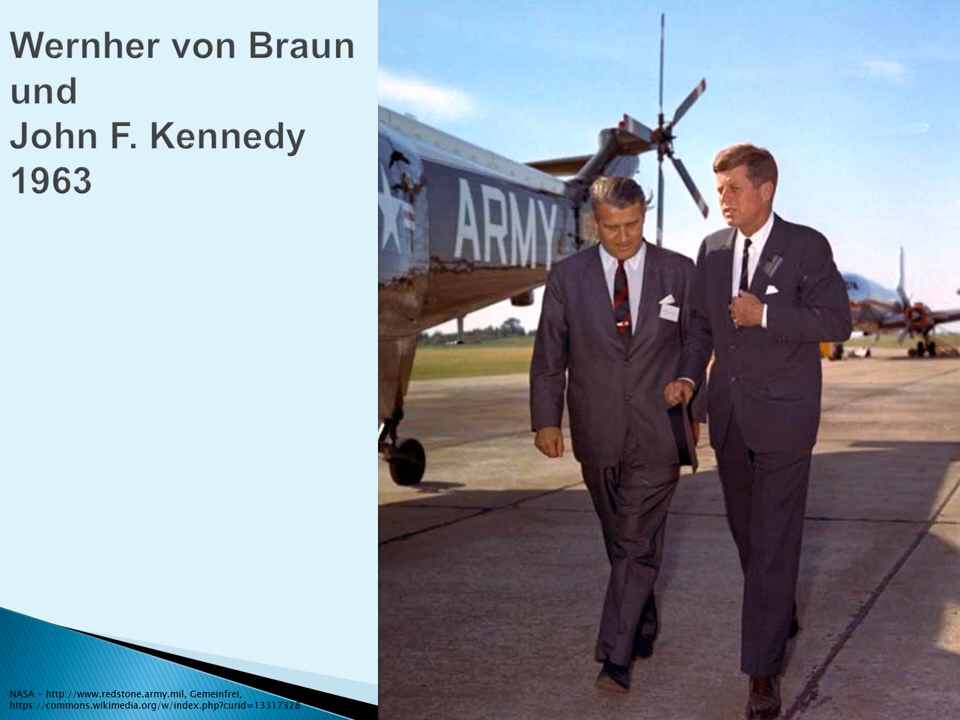 Wernher von Braun
und
John F. Kennedy
1963
ARMY
NASA - http://www.redstone.army.mil, Gemeinfrei,
https://commons.wikimedia.org/w/index.php?curid=13317328